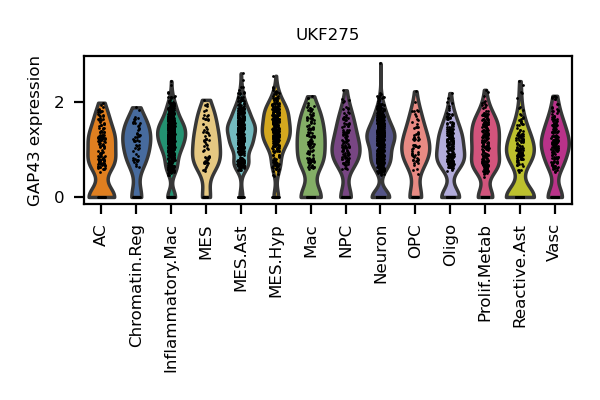 UKF275
GAP43 expression
2
0
AC
Chromatin.Reg
Inflammatory.Mac
MES
MES.Ast
MES.Hyp
Mac
NPC
Neuron
OPC
Oligo
Prolif.Metab
Reactive.Ast
Vasc